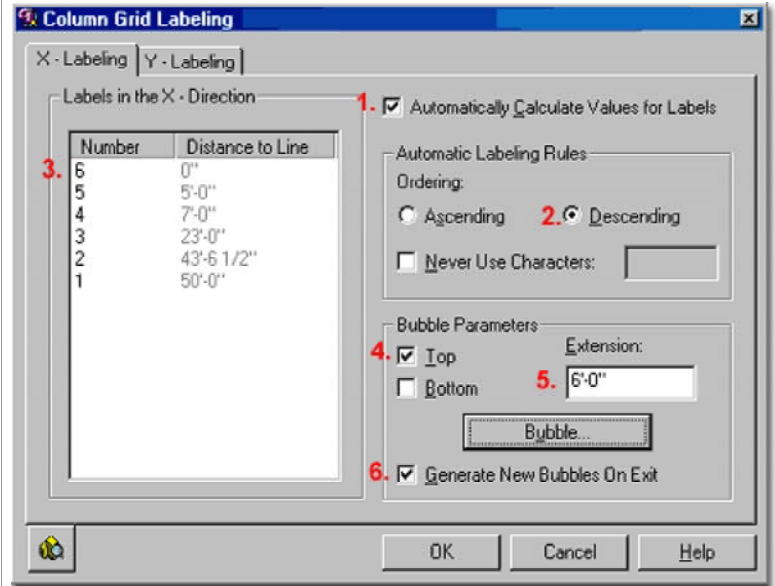 Column Grid Labeling
X - Labeling Y - Labeling
Labels in the X - Direction
1. Automatically Calculate Values for Labels
Number Distance to Line
3. 6 0"
5 5'-0"
4 7'-0"
3 23'-0"
2 43'-6 1/2"
1 50'-0"
Automatic Labeling Rules
Ordering:
Ascending 2. Descending
Never Use Characters:
Bubble Parameters
4. Top Extension:
Bottom 5. 6'-0"
Bubble...
6. Generate New Bubbles On Exit
OK Cancel Help